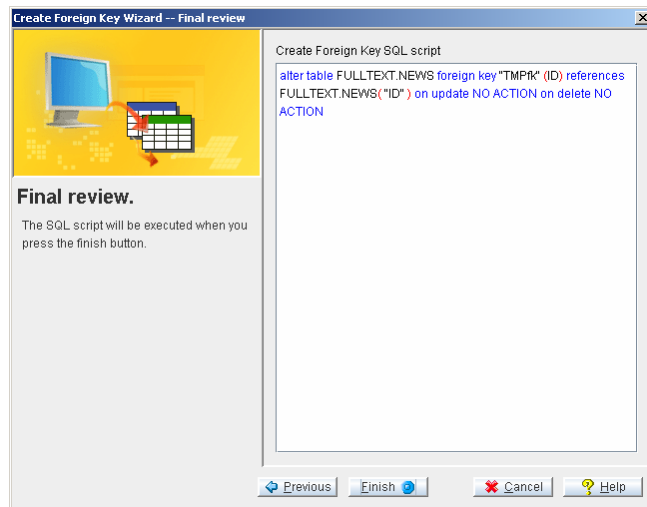 Create Foreign Key Wizard -- Final review
Create Foreign Key SQL script
alter table FULLTEXT.NEWS foreign key "TMPfk" (ID) references
FULLTEXT.NEWS( "ID" ) on update NO ACTION on delete NO
ACTION
Final review.
The SQL script will be executed when you
press the finish button.
Previous
Finish
Cancel
Help